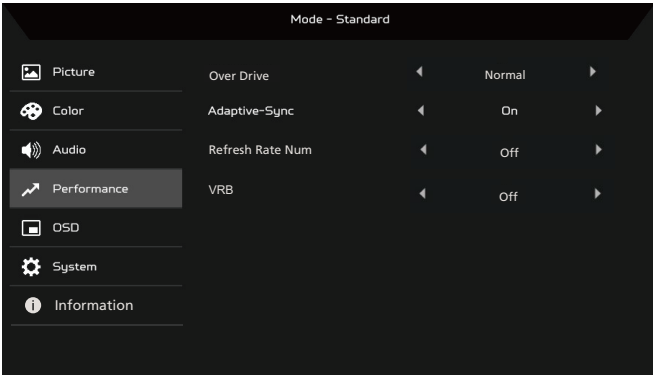 Mode - Standard
Picture
Over Drive Normal
Color
Adaptive-Sync On
Audio
Refresh Rate Num Off
Performance
VRB Off
OSD
System
Information